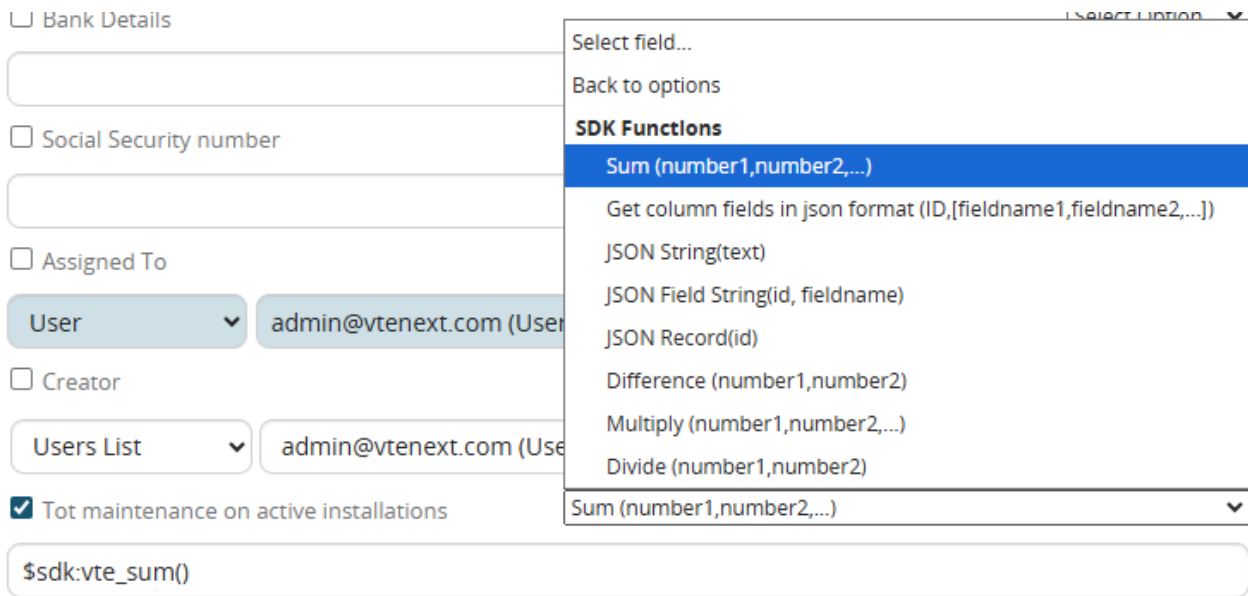 Bank Details
Select Option
Select field...
Back to options
SDK Functions
Sum (number1,number2,...)
Get column fields in json format (ID,[fieldname1,fieldname2,...])
JSON String(text)
JSON Field String(id, fieldname)
JSON Record(id)
Difference (number1,number2)
Multiply (number1,number2,...)
Divide (number1,number2)
Social Security number
Assigned To
User
admin@vtenext.com (User
Creator
Users List
admin@vtenext.com (Use
Tot maintenance on active installations
Sum (number1,number2,...)
$sdk:vte_sum()